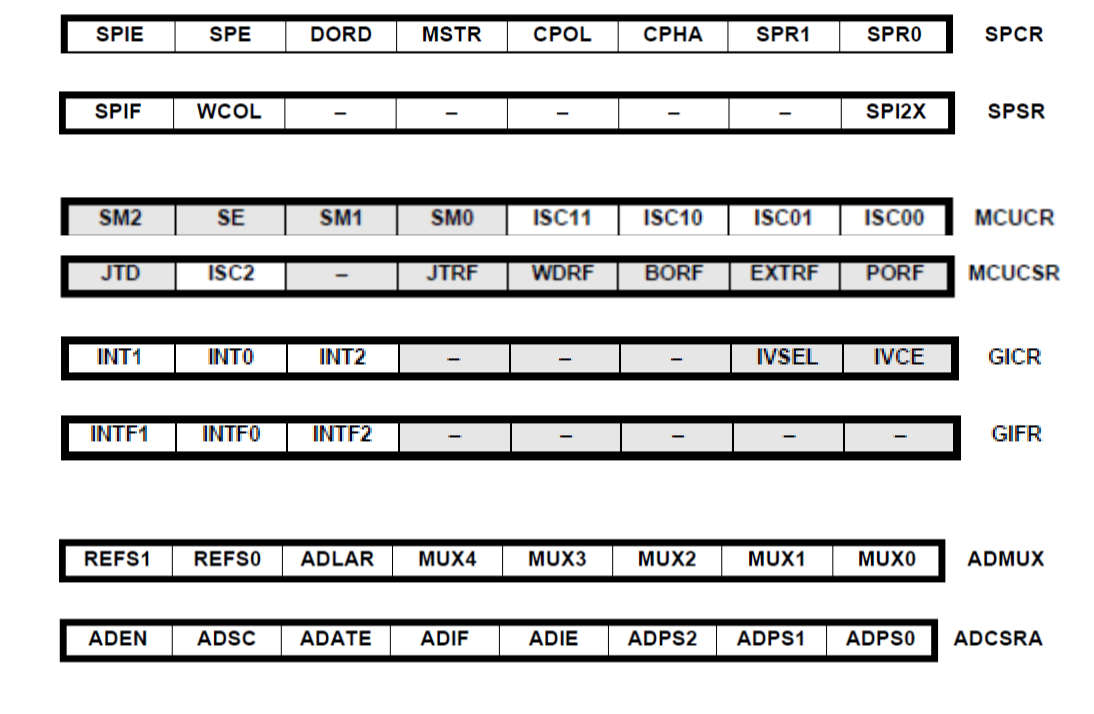 SPIE SPE DORD MSTR CPOL CPHA SPR1 SPR0 SPCR
SPIF WCOL – – – – – SPI2X SPSR
SM2 SE SM1 SM0 ISC11 ISC10 ISC01 ISC00 MCUCR
JTD ISC2 – JTRF WDRF BORF EXTRF PORF MCUCSR
INT1 INT0 INT2 – – – IVSEL IVCE GICR
INTF1 INTF0 INTF2 – – – – – GIFR
REFS1 REFS0 ADLAR MUX4 MUX3 MUX2 MUX1 MUX0 ADMUX
ADEN ADSC ADATE ADIF ADIE ADPS2 ADPS1 ADPS0 ADCSRA